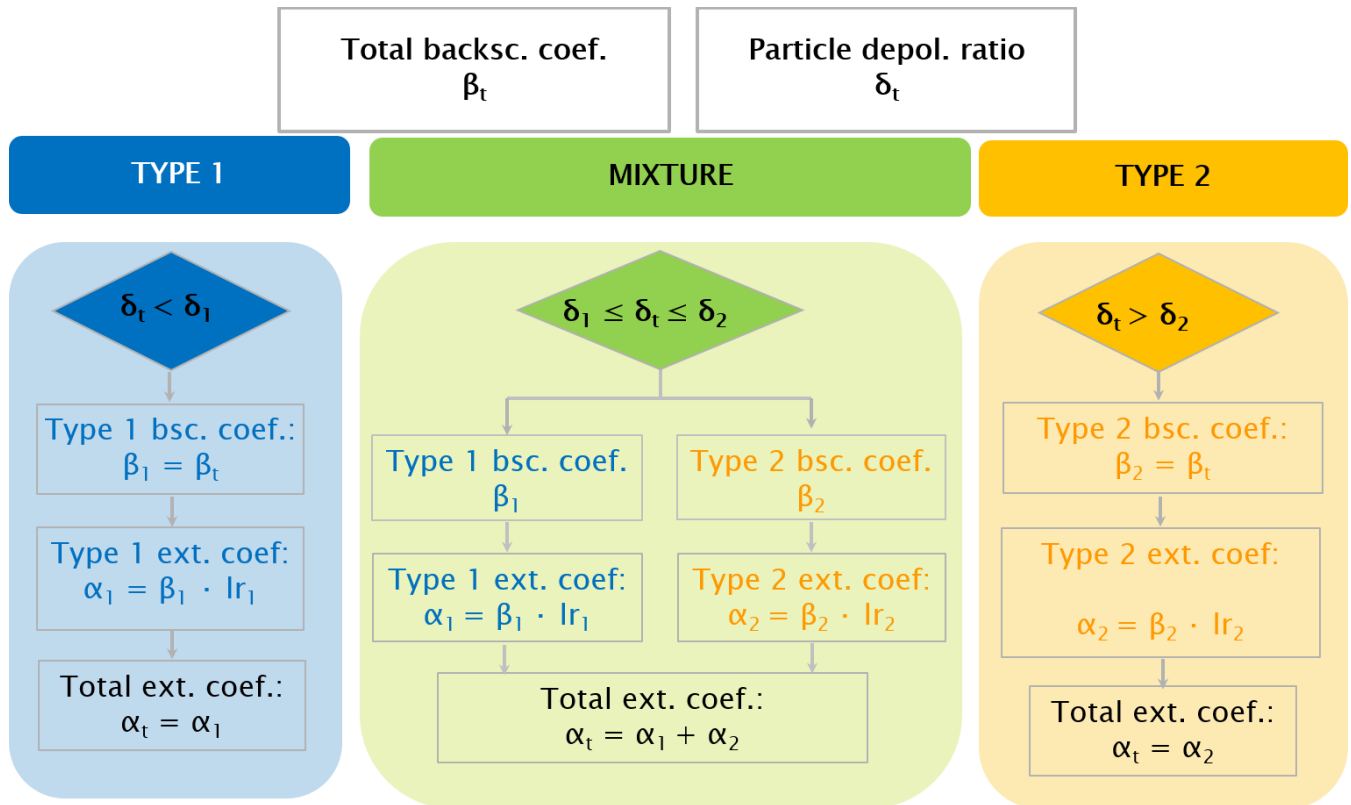 Total backsc. coef.
βt
Particle depol. ratio
δt
TYPE 1
MIXTURE
TYPE 2
δt < δ1
Type 1 bsc. coef.:
β1 = βt
Type 1 ext. coef:
α1 = β1 · lr1
Total ext. coef.:
αt = α1
δ1 ≤ δt ≤ δ2
Type 1 bsc. coef.
β1
Type 2 bsc. coef.
β2
Type 1 ext. coef:
α1 = β1 · lr1
Type 2 ext. coef:
α2 = β2 · lr2
Total ext. coef.:
αt = α1 + α2
δt > δ2
Type 2 bsc. coef.:
β2 = βt
Type 2 ext. coef:
α2 = β2 · lr2
Total ext. coef.:
αt = α2